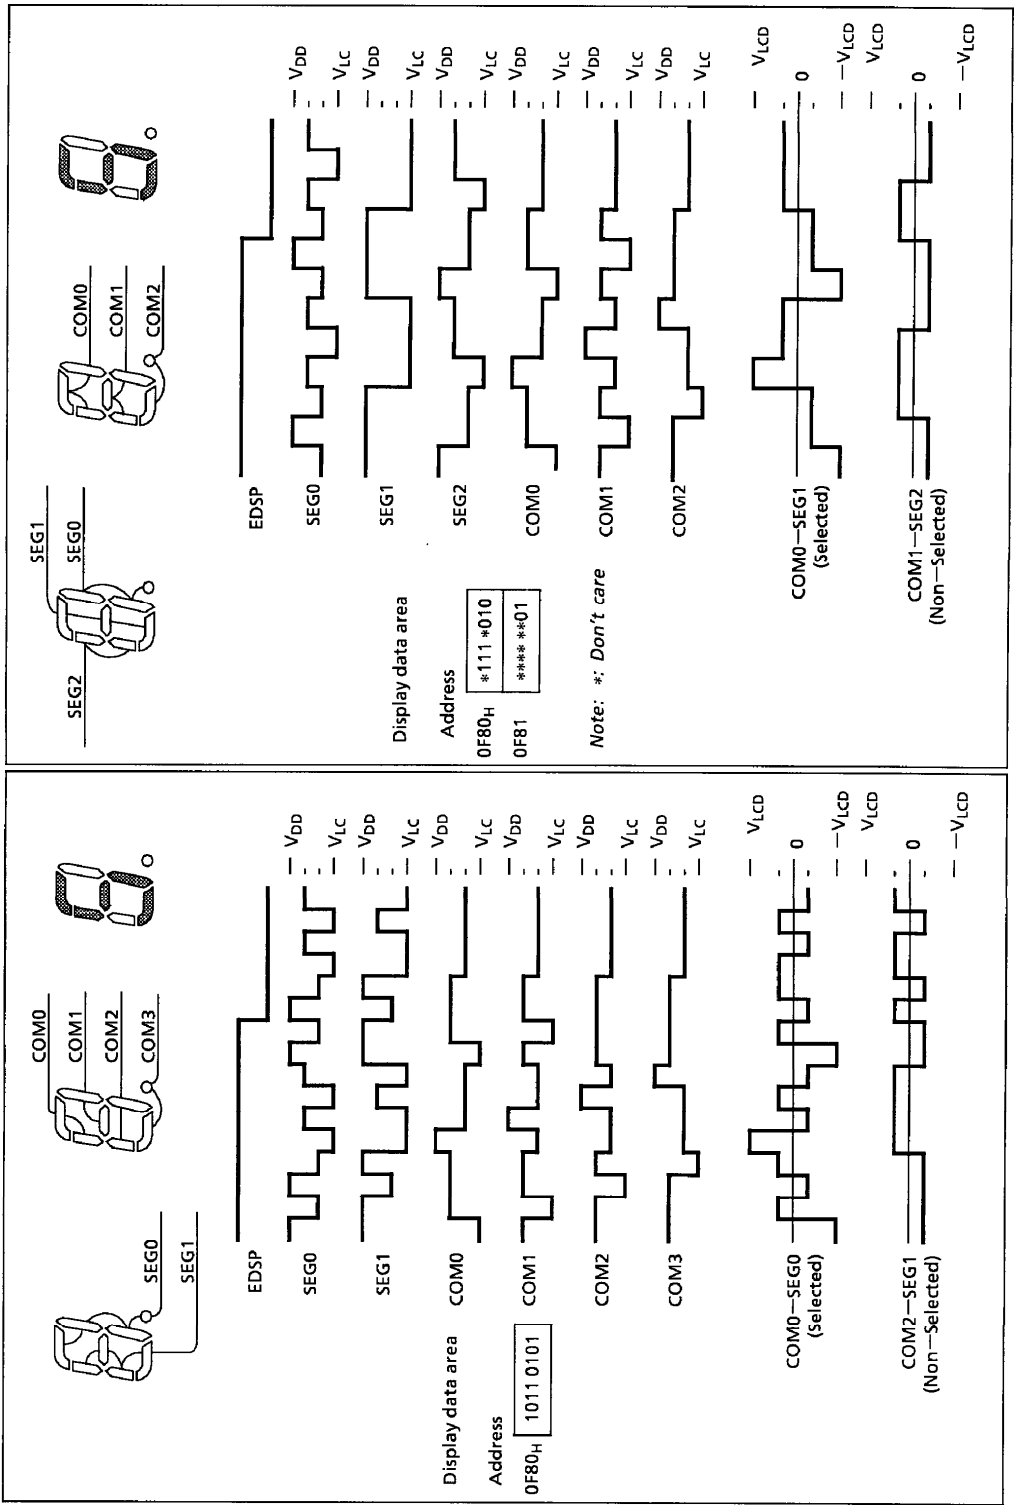 SEG1
SEG0
SEG2
COM0
COM1
COM2
EDSP
SEG0
SEG1
SEG2
COM0
COM1
COM2
COM0—SEG1
(Selected)
COM1—SEG2
(Non—Selected)
VDD
VLC
VDD
VLC
VDD
VLC
VDD
VLC
VDD
VLC
VDD
VLC
VLCD
0
—VLCD
VLCD
0
—VLCD
Display data area
Address
0F80H *111 *010
0F81 **** **01
Note: *; Don't care
SEG0
SEG1
COM0
COM1
COM2
COM3
EDSP
SEG0
SEG1
COM0
COM1
COM2
COM3
COM0—SEG0
(Selected)
COM2—SEG1
(Non—Selected)
VDD
VLC
VDD
VLC
VDD
VLC
VDD
VLC
VDD
VLC
VDD
VLC
VLCD
0
—VLCD
VLCD
0
—VLCD
Display data area
Address
0F80H 1011 0101